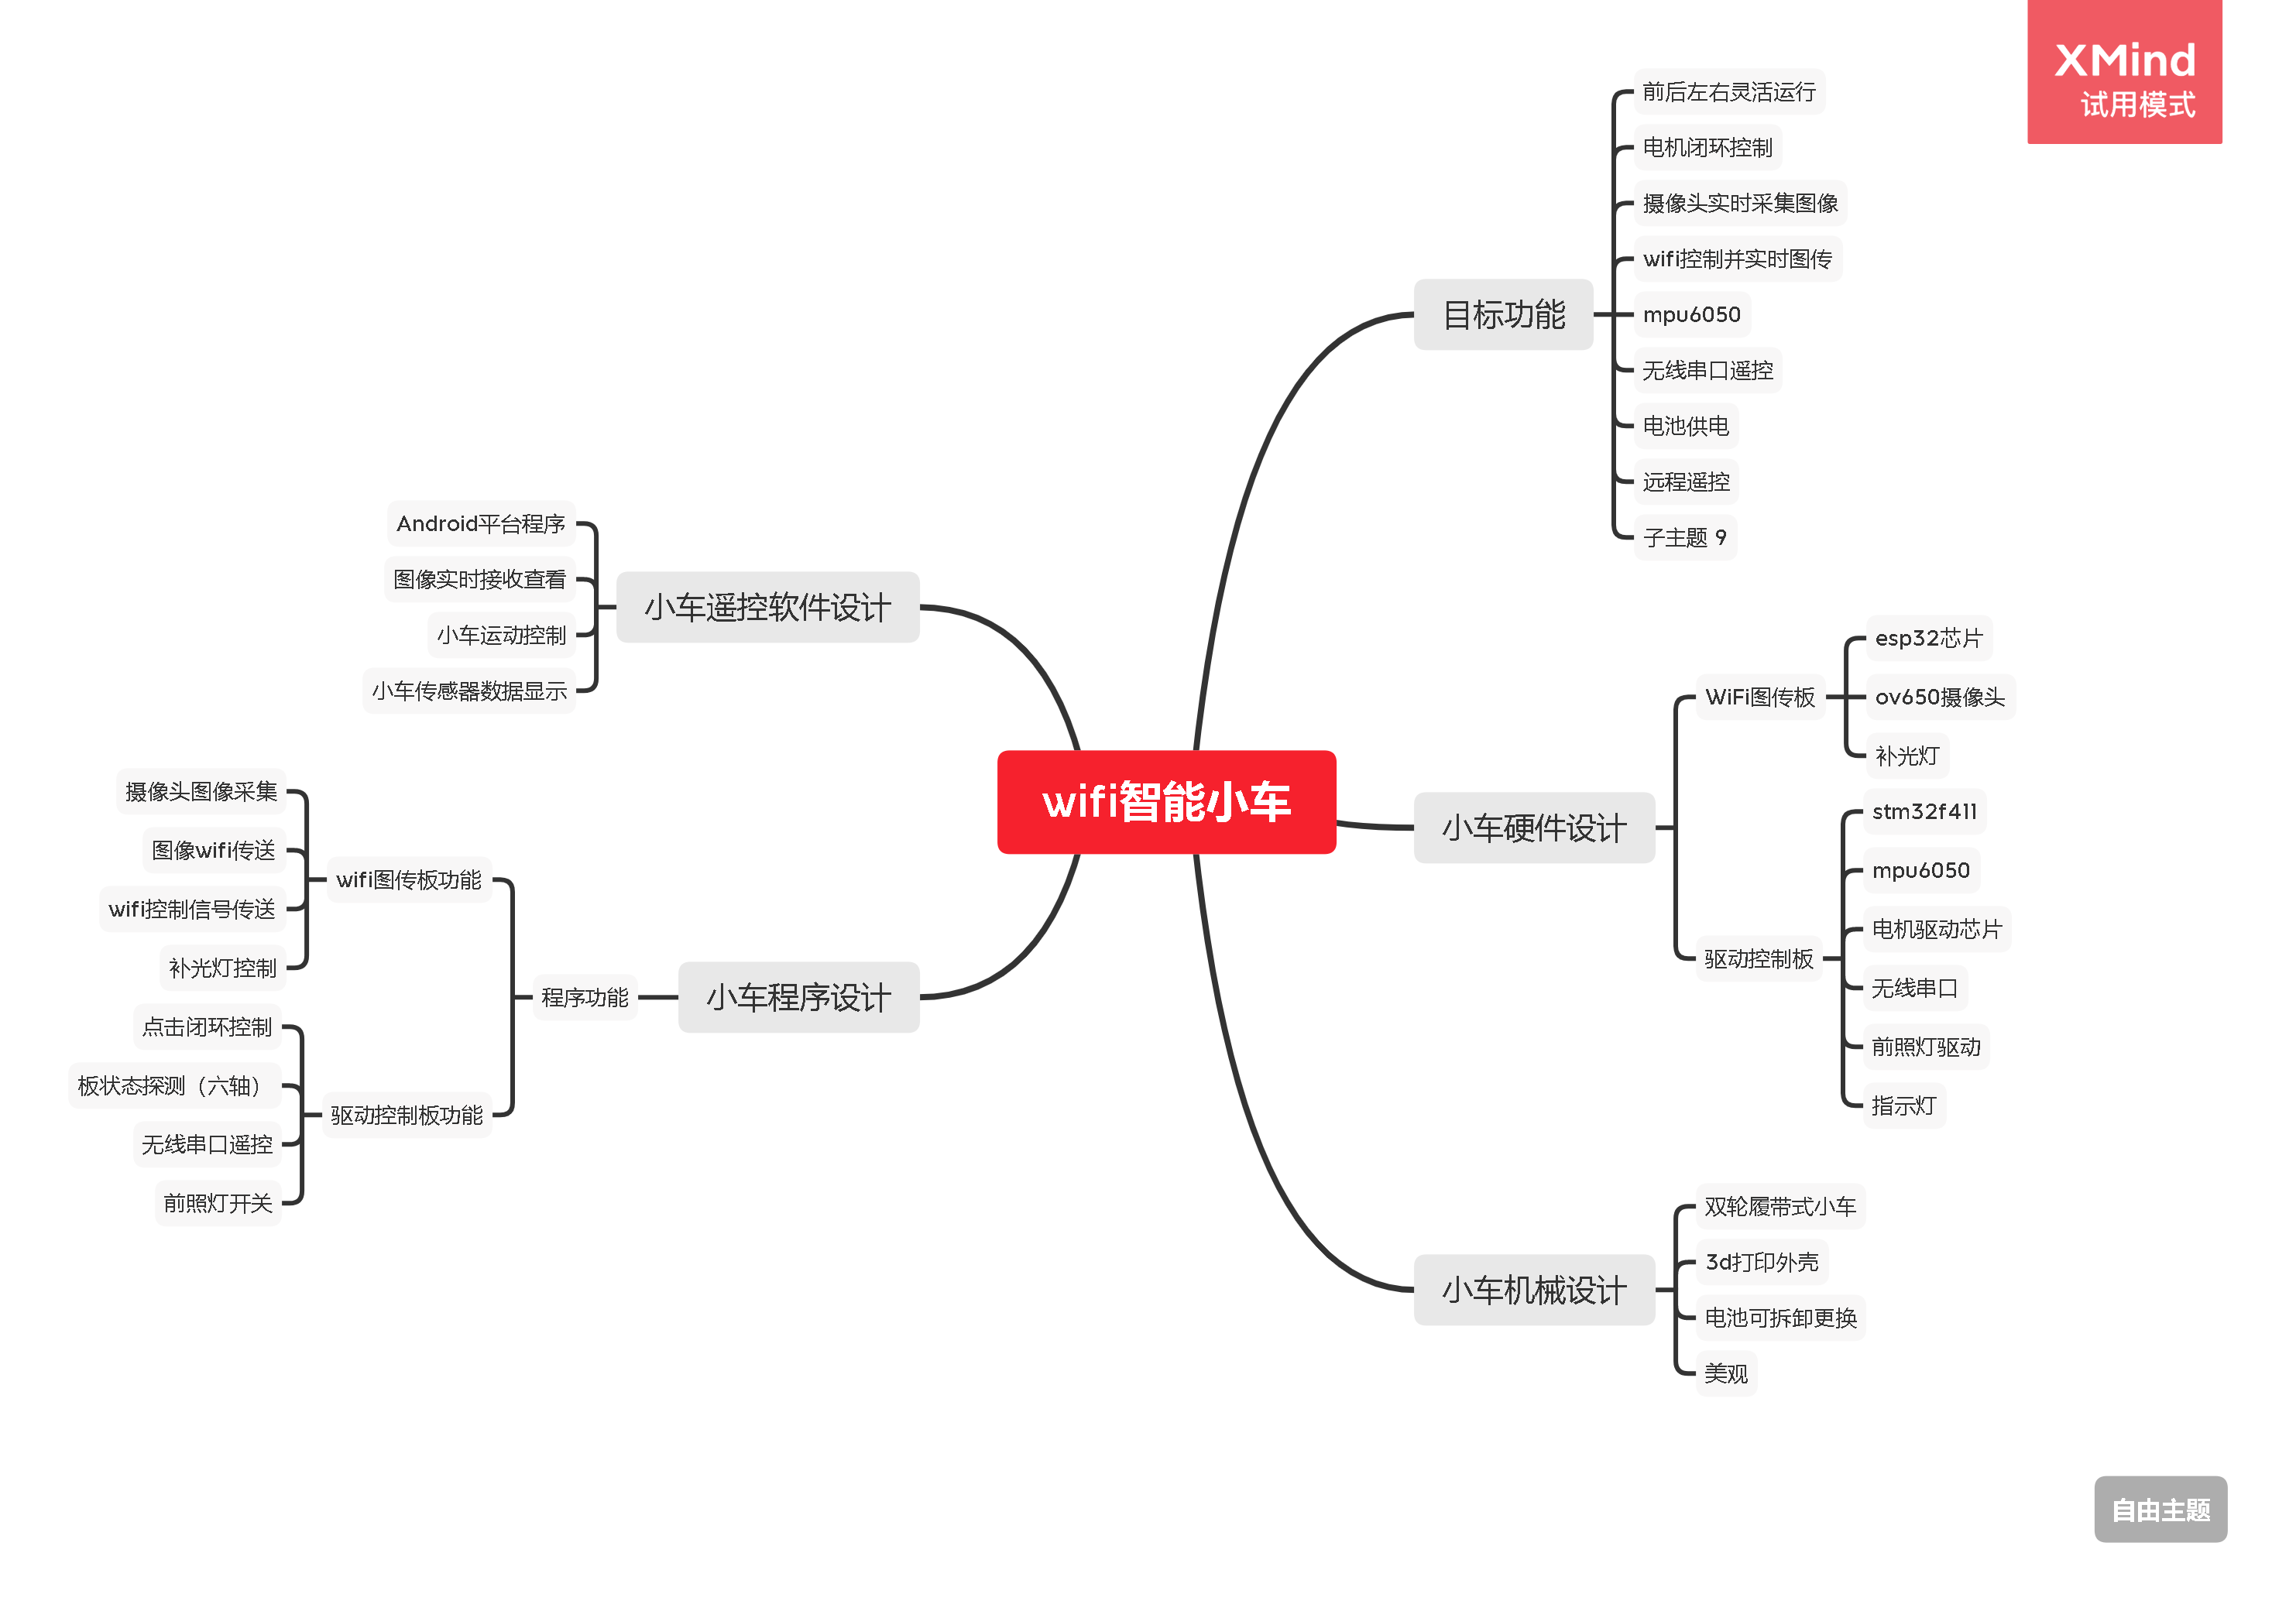 XMind
试用模式
wifi智能小车
目标功能
前后左右灵活运行
电机闭环控制
摄像头实时采集图像
wifi控制并实时图传
mpu6050
无线串口遥控
电池供电
远程遥控
子主题 9
小车硬件设计
WiFi图传板
esp32芯片
ov650摄像头
补光灯
驱动控制板
stm32f411
mpu6050
电机驱动芯片
无线串口
前照灯驱动
指示灯
小车机械设计
双轮履带式小车
3d打印外壳
电池可拆卸更换
美观
小车程序设计
程序功能
wifi图传板功能
摄像头图像采集
图像wifi传送
wifi控制信号传送
补光灯控制
驱动控制板功能
点击闭环控制
板状态探测（六轴）
无线串口遥控
前照灯开关
小车遥控软件设计
Android平台程序
图像实时接收查看
小车运动控制
小车传感器数据显示
自由主题